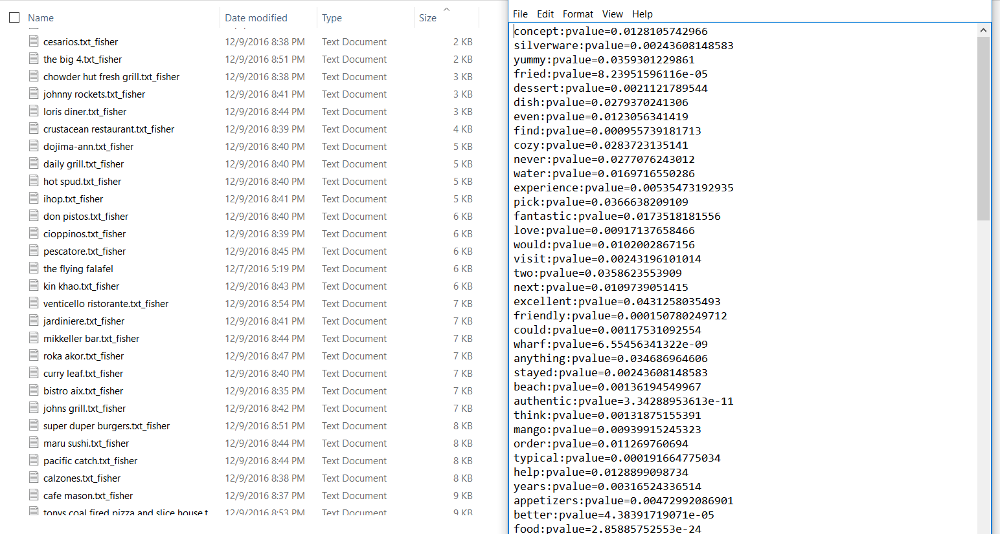 Name Date modified Type Size
cesarios.txt_fisher 12/9/2016 8:38 PM Text Document 2 KB
the big 4.txt_fisher 12/9/2016 8:51 PM Text Document 2 KB
chowder hut fresh grill.txt_fisher 12/9/2016 8:38 PM Text Document 3 KB
johnny rockets.txt_fisher 12/9/2016 8:41 PM Text Document 3 KB
loris diner.txt_fisher 12/9/2016 8:44 PM Text Document 3 KB
crustacean restaurant.txt_fisher 12/9/2016 8:39 PM Text Document 4 KB
dojima-ann.txt_fisher 12/9/2016 8:40 PM Text Document 5 KB
daily grill.txt_fisher 12/9/2016 8:40 PM Text Document 5 KB
hot spud.txt_fisher 12/9/2016 8:40 PM Text Document 5 KB
ihop.txt_fisher 12/9/2016 8:41 PM Text Document 5 KB
don pistos.txt_fisher 12/9/2016 8:40 PM Text Document 6 KB
cioppinos.txt_fisher 12/9/2016 8:39 PM Text Document 6 KB
pescatore.txt_fisher 12/9/2016 8:45 PM Text Document 6 KB
the flying falafel 12/7/2016 5:19 PM Text Document 6 KB
kin khao.txt_fisher 12/9/2016 8:43 PM Text Document 6 KB
venticello ristorante.txt_fisher 12/9/2016 8:54 PM Text Document 7 KB
jardiniere.txt_fisher 12/9/2016 8:41 PM Text Document 7 KB
mikkeller bar.txt_fisher 12/9/2016 8:44 PM Text Document 7 KB
roka akor.txt_fisher 12/9/2016 8:47 PM Text Document 7 KB
curry leaf.txt_fisher 12/9/2016 8:40 PM Text Document 7 KB
bistro aix.txt_fisher 12/9/2016 8:35 PM Text Document 7 KB
johns grill.txt_fisher 12/9/2016 8:42 PM Text Document 7 KB
super duper burgers.txt_fisher 12/9/2016 8:51 PM Text Document 8 KB
maru sushi.txt_fisher 12/9/2016 8:44 PM Text Document 8 KB
pacific catch.txt_fisher 12/9/2016 8:44 PM Text Document 8 KB
calzones.txt_fisher 12/9/2016 8:38 PM Text Document 8 KB
cafe mason.txt_fisher 12/9/2016 8:37 PM Text Document 9 KB
tonys coal fired pizza and slice house.t 12/9/2016 8:53 PM Text Document 9 KB
File Edit Format View Help
concept:pvalue=0.0128105742966
silverware:pvalue=0.00243608148583
yummy:pvalue=0.0359301229861
fried:pvalue=8.23951596116e-05
dessert:pvalue=0.0021121789544
dish:pvalue=0.0279370241306
even:pvalue=0.0123056341419
find:pvalue=0.000955739181713
cozy:pvalue=0.0283723135141
never:pvalue=0.0277076243012
water:pvalue=0.0169716550286
experience:pvalue=0.00535473192935
pick:pvalue=0.0366638209109
fantastic:pvalue=0.0173518181556
love:pvalue=0.00917137658466
would:pvalue=0.0102002867156
visit:pvalue=0.00243196101014
two:pvalue=0.0358623553909
next:pvalue=0.0109739051415
excellent:pvalue=0.0431258035493
friendly:pvalue=0.000150780249712
could:pvalue=0.00117531092554
wharf:pvalue=6.55456341322e-09
anything:pvalue=0.034686964606
stayed:pvalue=0.00243608148583
beach:pvalue=0.00136194549967
authentic:pvalue=3.34288953613e-11
think:pvalue=0.00131875155391
mango:pvalue=0.00939915245323
order:pvalue=0.011269760694
typical:pvalue=0.000191664775034
help:pvalue=0.0128899098734
years:pvalue=0.00316524336514
appetizers:pvalue=0.00472992086901
better:pvalue=4.38391719071e-05
food:pvalue=2.85885752553e-24